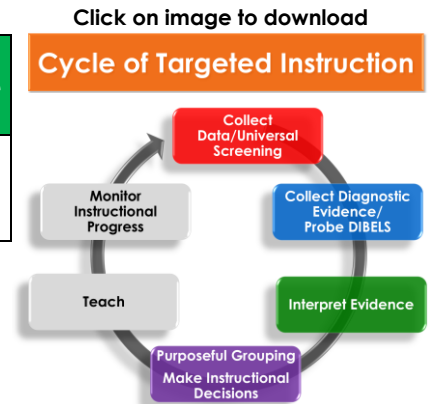 Click on image to download
Cycle of Targeted Instruction
Collect
Data/Universal
Screening
Collect Diagnostic
Evidence/
Probe DIBELS
Interpret Evidence
Purposeful Grouping
Make Instructional
Decisions
Teach
Monitor
Instructional
Progress